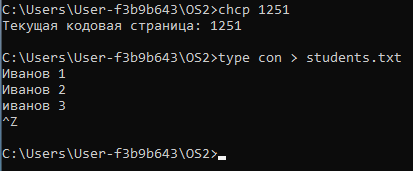 C:\Users\User-f3b9b643\OS2>chcp 1251
Текущая кодовая страница: 1251
C:\Users\User-f3b9b643\OS2>type con > students.txt
Иванов 1
Иванов 2
иванов 3
^Z
C:\Users\User-f3b9b643\OS2>